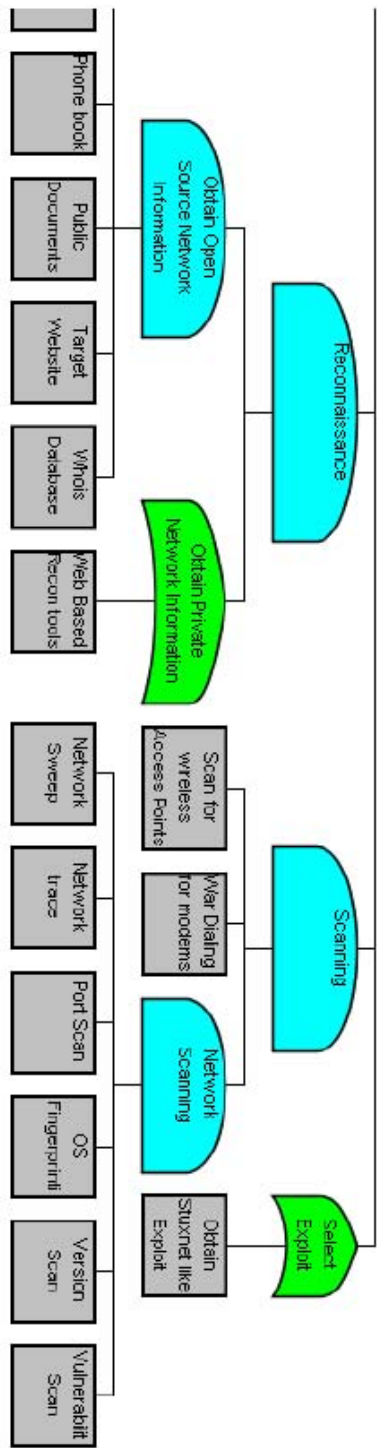 Reconnaissance
Scanning
Select
Exploit
Obtain Open
Source Network
Information
Obtain Private
Network Information
Scan for
wireless
Access Points
War Dialng
for modems
Network
Scanning
Obtain
Stuxnet like
Exploit
Phone book
Public
Documents
Target
Website
Whois
Database
Web Based
Recon tools
Network
Sweep
Network
trace
Port Scan
OS
Fingerprinti
Version
Scan
Vulnerabilit
Scan